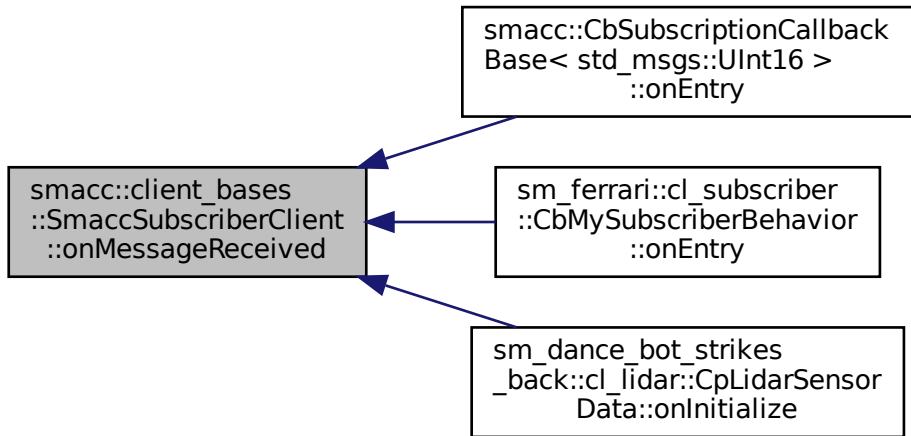 smacc::CbSubscriptionCallback
Base< std_msgs::UInt16 >
::onEntry
smacc::client_bases
::SmaccSubscriberClient
::onMessageReceived
sm_ferrari::cl_subscriber
::CbMySubscriberBehavior
::onEntry
sm_dance_bot_strikes
_back::cl_lidar::CpLidarSensor
Data::onInitialize